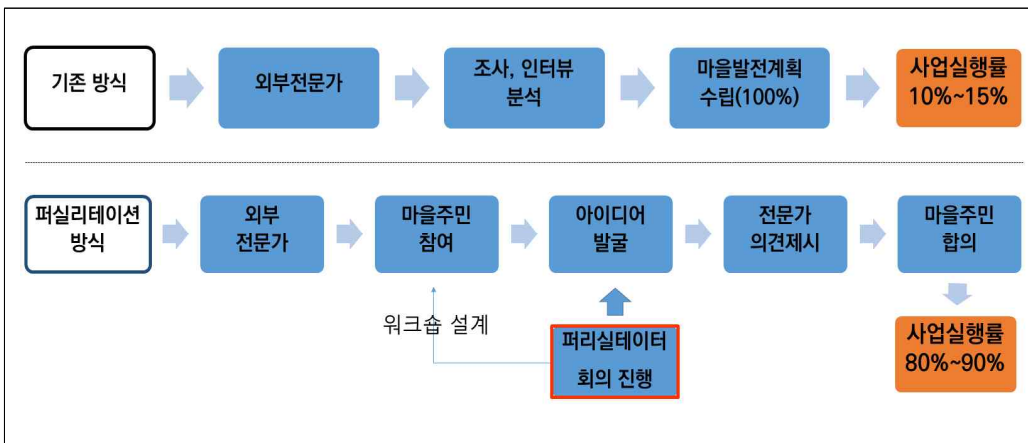 기존 방식
외부전문가
조사, 인터뷰
분석
마을발전계획
수립(100%)
사업실행률
10%~15%
퍼실리테이션
방식
외부
전문가
마을주민
참여
아이디어
발굴
전문가
의견제시
마을주민
합의
워크숍 설계
퍼리실테이터
회의 진행
사업실행률
80%~90%